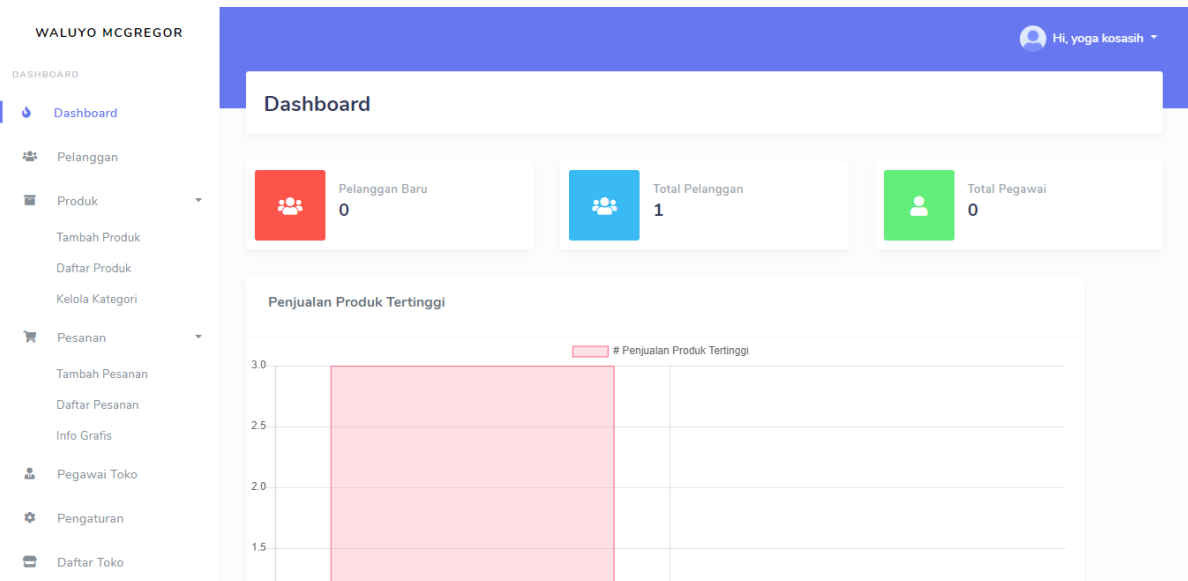 WALUYO MCGREGOR
DASHBOARD
Dashboard
Pelanggan
Produk
Tambah Produk
Daftar Produk
Kelola Kategori
Pesanan
Tambah Pesanan
Daftar Pesanan
Info Grafis
Pegawai Toko
Pengaturan
Daftar Toko
Hi, yoga kosasih
Dashboard
Pelanggan Baru
0
Total Pelanggan
1
Total Pegawai
0
Penjualan Produk Tertinggi
# Penjualan Produk Tertinggi
3.0
2.5
2.0
1.5